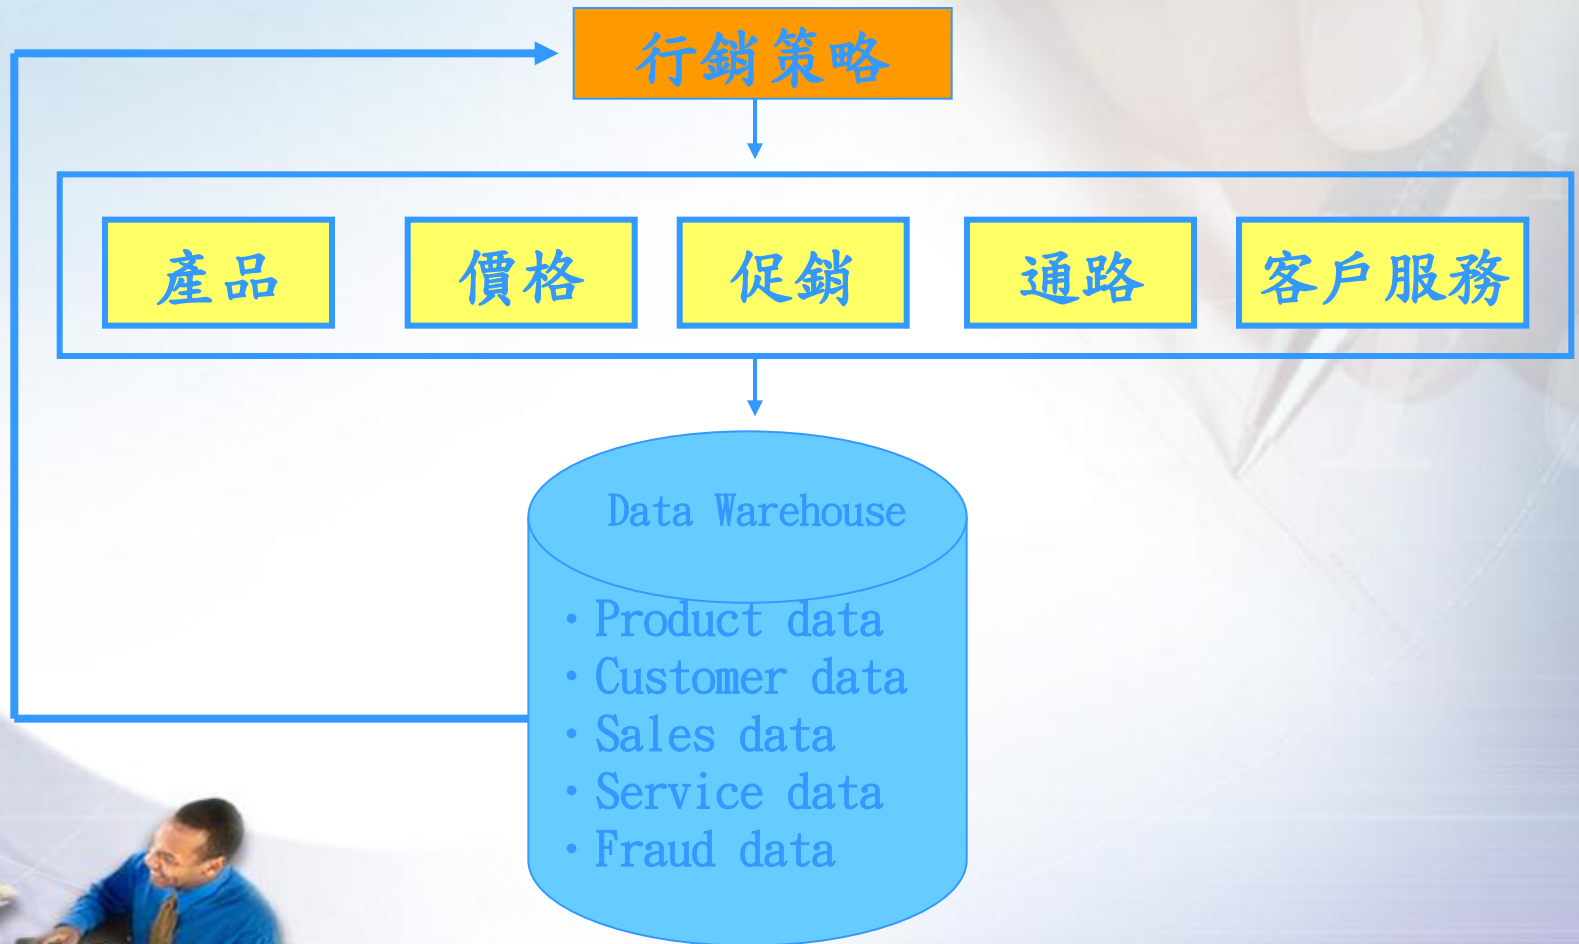 行銷策略
產品
價格
促銷
通路
客戶服務
Data Warehouse
・Product data
・Customer data
・Sales data
・Service data
・Fraud data